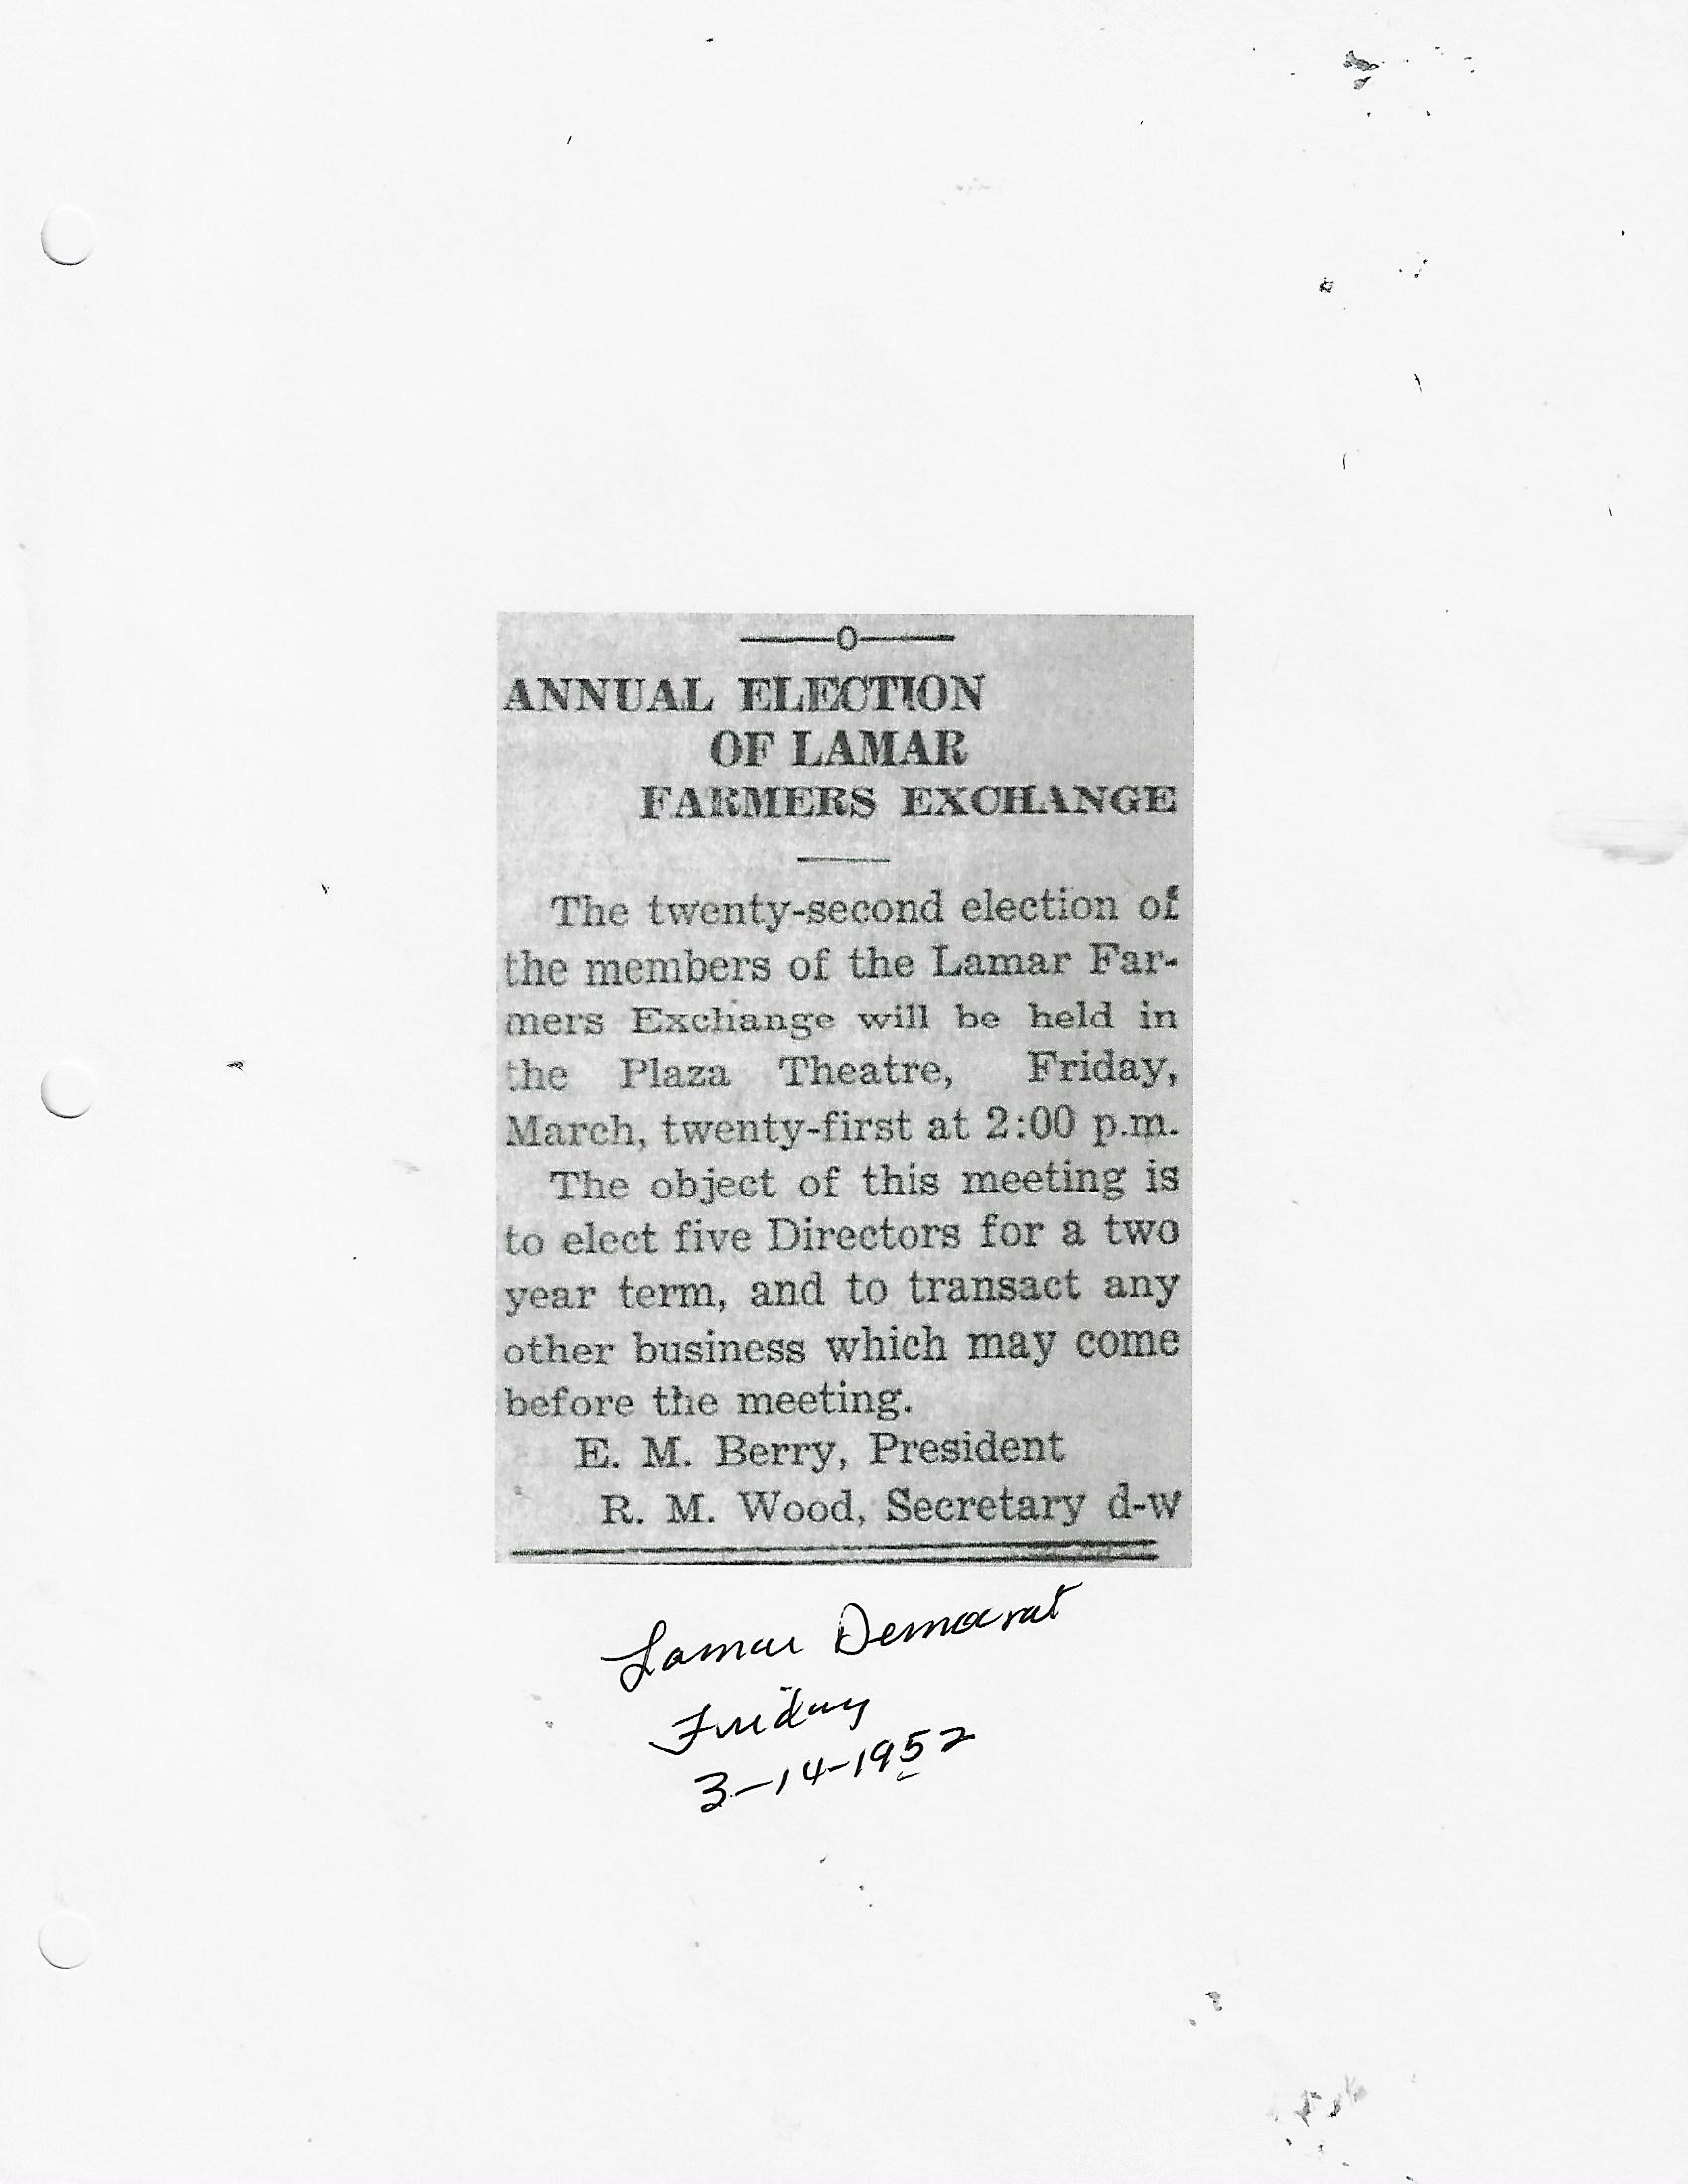 —o—
ANNUAL ELECTION
OF LAMAR
FARMERS EXCHANGE
The twenty-second election of
the members of the Lamar Far-
mers Exchange will be held in
the Plaza Theatre, Friday,
March, twenty-first at 2:00 p.m.
The object of this meeting is
to elect five Directors for a two
year term, and to transact any
other business which may come
before the meeting.
E. M. Berry, President
R. M. Wood, Secretary d-w
Lamar Democrat
Friday
3-14-1952